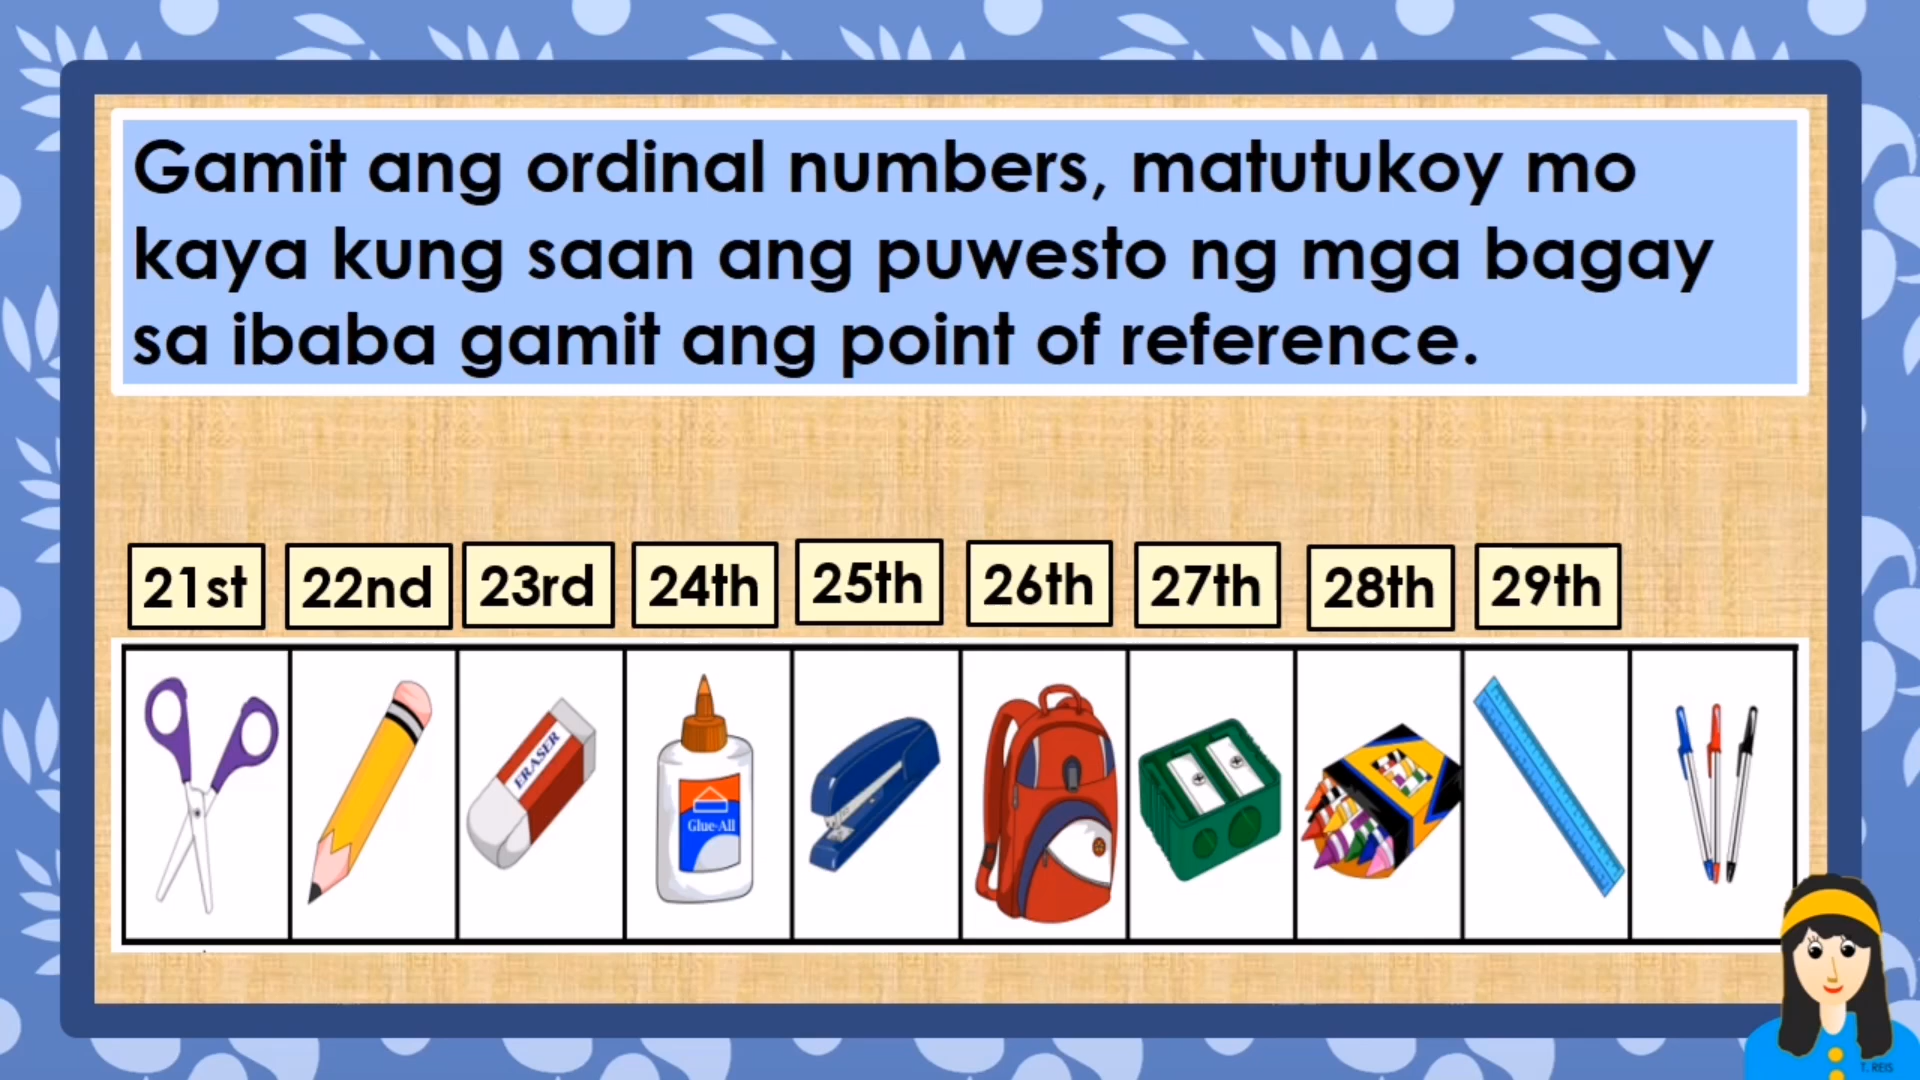 Gamit ang ordinal numbers, matutukoy mo
kaya kung saan ang puwesto ng mga bagay
sa ibaba gamit ang point of reference.
21st 22nd 23rd 24th 25th 26th 27th 28th 29th
ERASER
Glue-All
T. REIS